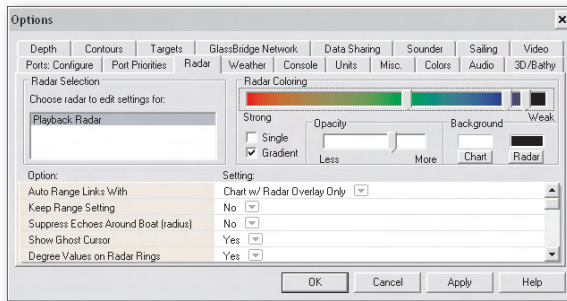 Options
Depth Contours Targets GlassBridge Network Data Sharing Sounder Sailing Video
Ports: Configure Port Priorities Radar Weather Console Units Misc. Colors Audio 3D/Bathy
Radar Selection
Choose radar to edit settings for:
Playback Radar
Radar Coloring
Strong Weak
Single
Gradient
Opacity
Less More
Background
Chart Radar
Option: Setting:
Auto Range Links With Chart w/ Radar Overlay Only
Keep Range Setting No
Suppress Echoes Around Boat (radius) No
Show Ghost Cursor Yes
Degree Values on Radar Rings Yes
OK Cancel Apply Help